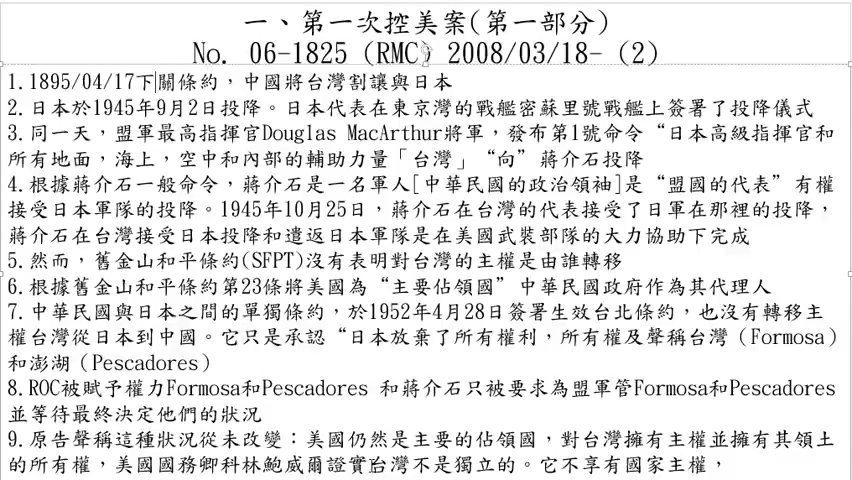 一、第一次控美案(第一部分)
No. 06-1825 (RMC) 2008/03/18- (2)
1.1895/04/17下關條約，中國將台灣割讓與日本
2.日本於1945年9月2日投降。日本代表在東京灣的戰艦密蘇里號戰艦上簽署了投降儀式
3.同一天，盟軍最高指揮官Douglas MacArthur將軍，發布第1號命令“日本高級指揮官和
所有地面，海上，空中和內部的輔助力量「台灣」“向”蔣介石投降
4.根據蔣介石一般命令，蔣介石是一名軍人[中華民國的政治領袖]是“盟國的代表”有權
接受日本軍隊的投降。1945年10月25日，蔣介石在台灣的代表接受了日軍在那裡的投降，
蔣介石在台灣接受日本投降和遣返日本軍隊是在美國武裝部隊的大力協助下完成
5.然而，舊金山和平條約(SFPT)沒有表明對台灣的主權是由誰轉移
6.根據舊金山和平條約第23條將美國為“主要佔領國”中華民國政府作為其代理人
7.中華民國與日本之間的單獨條約，於1952年4月28日簽署生效台北條約，也沒有轉移主
權台灣從日本到中國。它只是承認“日本放棄了所有權利，所有權及聲稱台灣（Formosa）
和澎湖（Pescadores）
8.ROC被賦予權力Formosa和Pescadores 和蔣介石只被要求為盟軍管Formosa和Pescadores
並等待最終決定他們的狀況
9.原告聲稱這種狀況從未改變：美國仍然是主要的佔領國，對台灣擁有主權並擁有其領土
的所有權，美國國務卿科林鮑威爾證實台灣不是獨立的。它不享有國家主權，